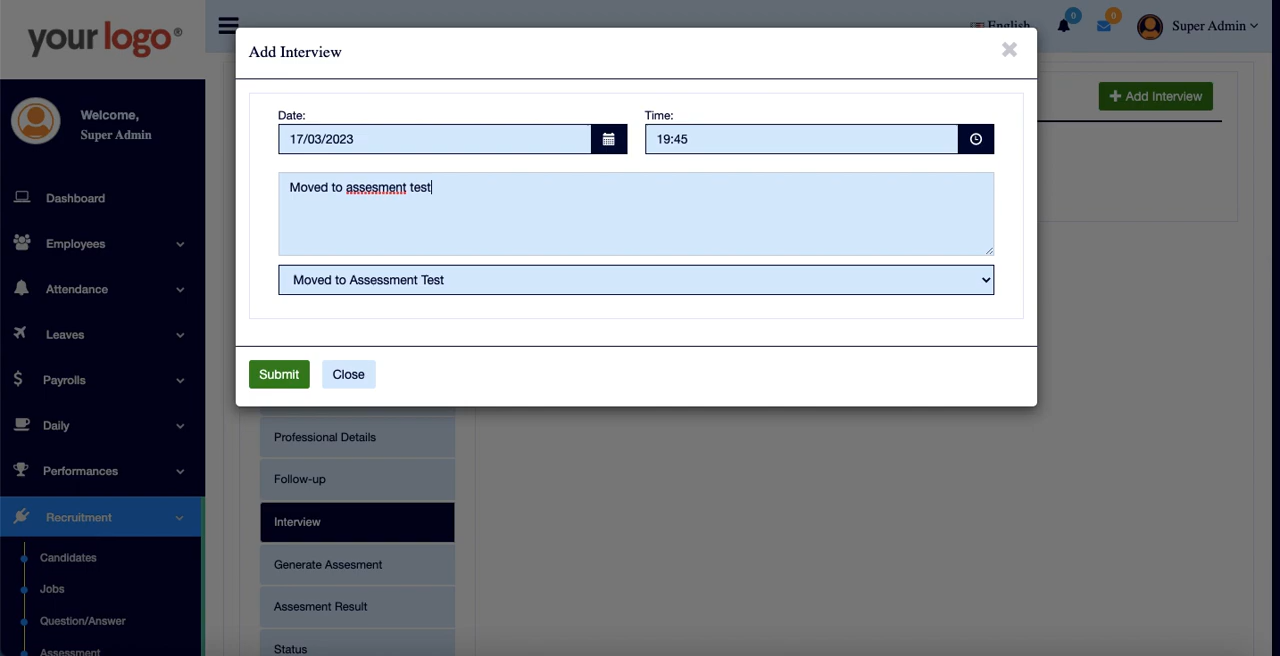 your logo®
English
0
0
Super Admin
Add Interview
Add Interview
Welcome,
Super Admin
Date:
Time:
17/03/2023
19:45
Moved to assesment test
Moved to Assessment Test
Submit
Close
Dashboard
Employees
Attendance
Leaves
Payrolls
Daily
Performances
Recruitment
Candidates
Jobs
Question/Answer
Assessment
Professional Details
Follow-up
Interview
Generate Assesment
Assesment Result
Status